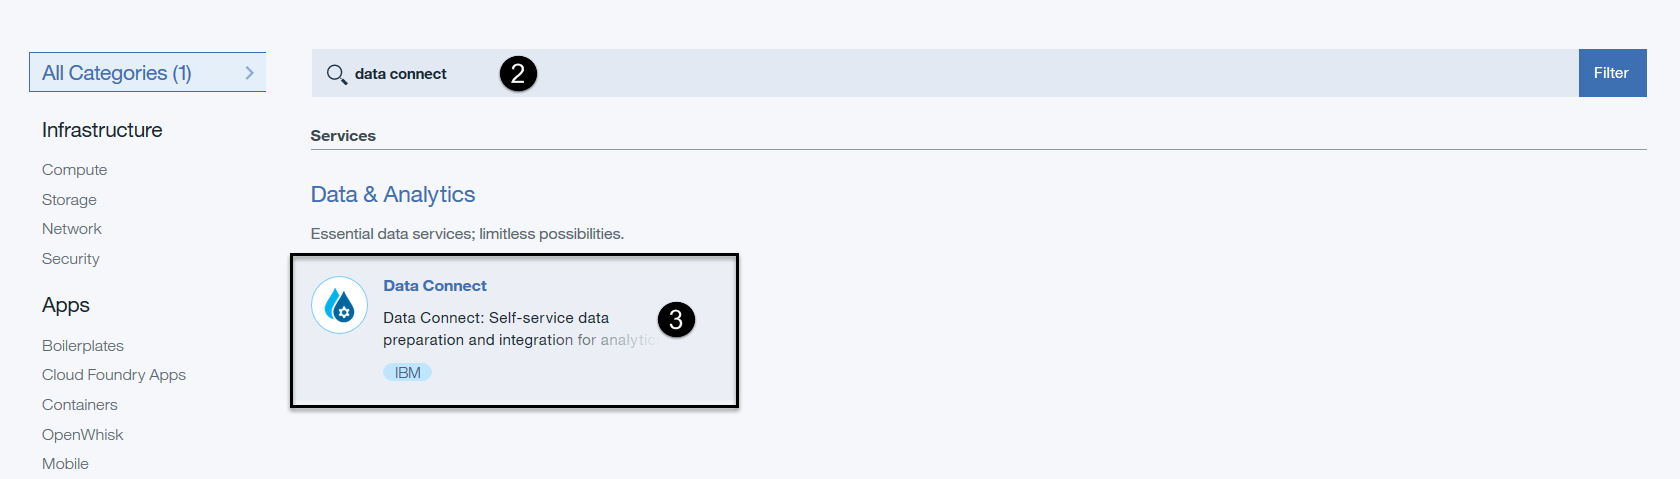 All Categories (1)
Infrastructure
Compute
Storage
Network
Security
Apps
Boilerplates
Cloud Foundry Apps
Containers
OpenWhisk
Mobile
data connect
2
Filter
Services
Data & Analytics
Essential data services; limitless possibilities.
Data Connect
Data Connect: Self-service data
preparation and integration for analytic
3
IBM